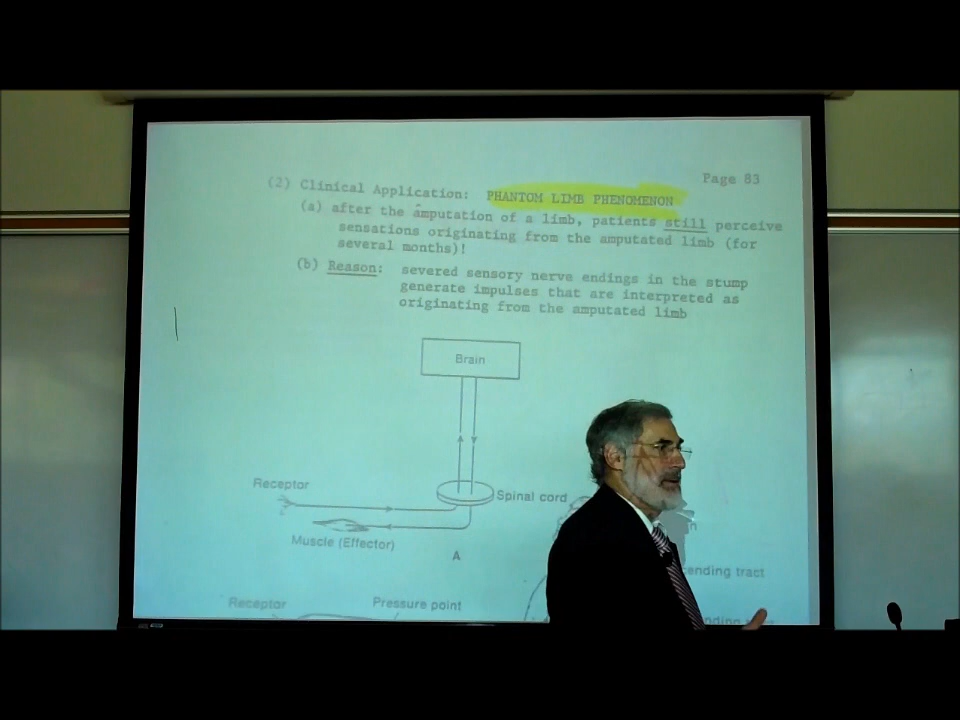 Page 83
(2) Clinical Application: PHANTOM LIMB PHENOMENON
(a) after the amputation of a limb, patients still perceive
sensations originating from the amputated limb (for
several months)!
(b) Reason: severed sensory nerve endings in the stump
generate impulses that are interpreted as
originating from the amputated limb
Brain
Receptor
Spinal cord
Muscle (Effector)
A
ending tract
Receptor
Pressure point